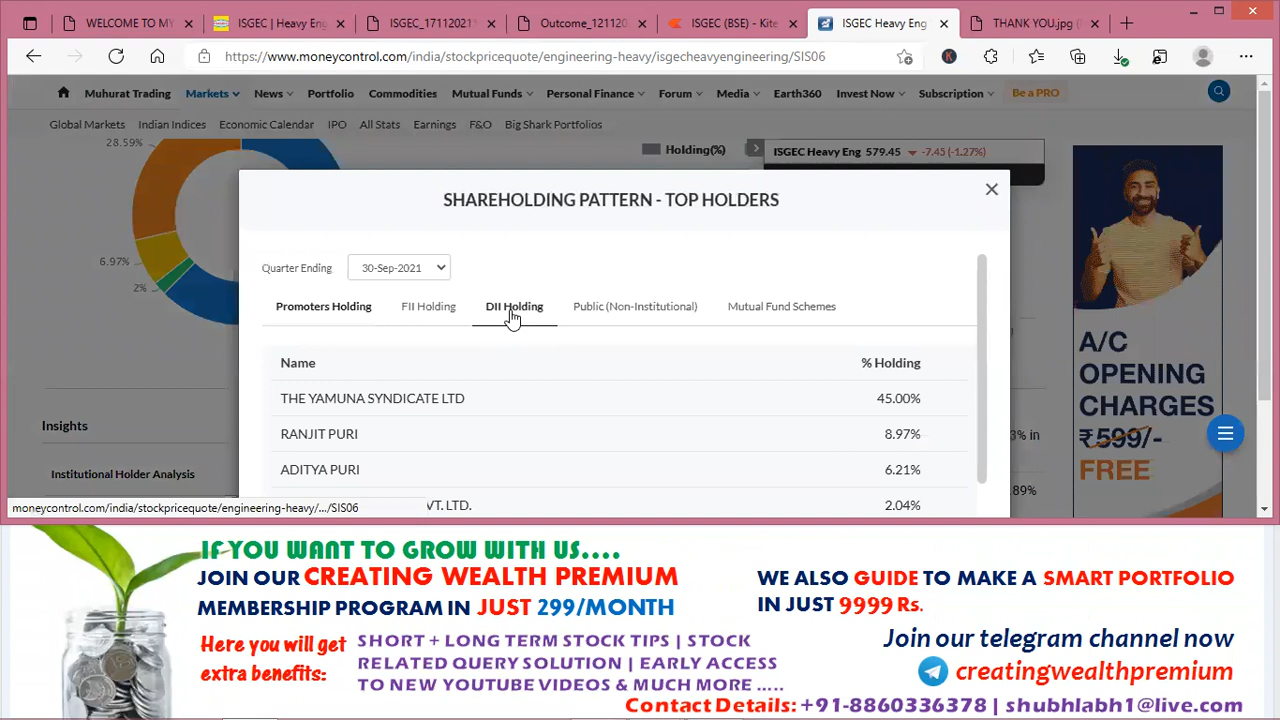 WELCOME TO MY
ISGEC | Heavy Eng
ISGEC_17112021
Outcome_121120
ISGEC (BSE) - Kite
ISGEC Heavy Eng
THANK YOU.jpg (
https://www.moneycontrol.com/india/stockpricequote/engineering-heavy/isgecheavyengineering/SIS06
Muhurat Trading Markets News Portfolio Commodities Mutual Funds Personal Finance Forum Media Earth360 Invest Now Subscription Be a PRO
Global Markets Indian Indices Economic Calendar IPO All Stats Earnings F&O Big Shark Portfolios
28.59%
6.97%
2%
Holding(%)
ISGEC Heavy Eng 579.45 -7.45 (-1.27%)
SHAREHOLDING PATTERN - TOP HOLDERS
Quarter Ending 30-Sep-2021
Promoters Holding FII Holding DII Holding Public (Non-Institutional) Mutual Fund Schemes
Name % Holding
THE YAMUNA SYNDICATE LTD 45.00%
RANJIT PURI 8.97%
ADITYA PURI 6.21%
VT. LTD. 2.04%
Insights
Institutional Holder Analysis
3% in
.89%
moneycontrol.com/india/stockpricequote/engineering-heavy/.../SIS06
A/C
OPENING
CHARGES
₹599/-
FREE
IF YOU WANT TO GROW WITH US....
JOIN OUR CREATING WEALTH PREMIUM
MEMBERSHIP PROGRAM IN JUST 299/MONTH
Here you will get
extra benefits:
SHORT + LONG TERM STOCK TIPS | STOCK
RELATED QUERY SOLUTION | EARLY ACCESS
TO NEW YOUTUBE VIDEOS & MUCH MORE .....
WE ALSO GUIDE TO MAKE A SMART PORTFOLIO
IN JUST 9999 Rs.
Join our telegram channel now
creatingwealthpremium
Contact Details: +91-8860336378 | shubhlabh1@live.com